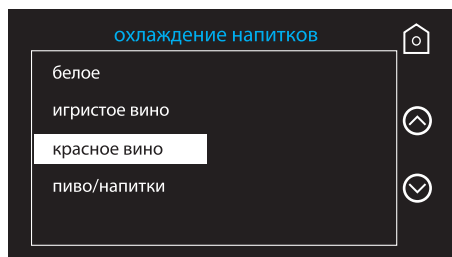 охлаждение напитков
белое
игристое вино
красное вино
пиво/напитки